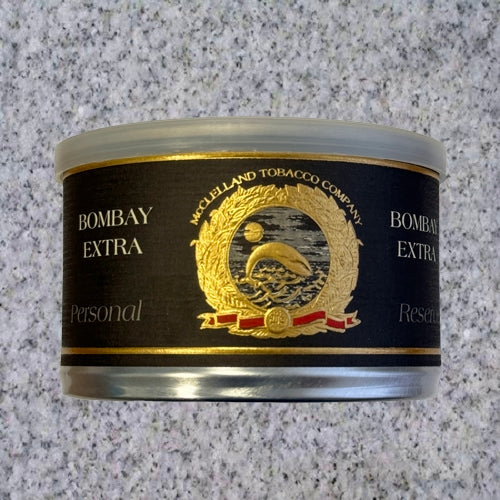 McCLELLAND TOBACCO COMPANY
BOMBAY
EXTRA
Personal
BOMBAY
EXTRA